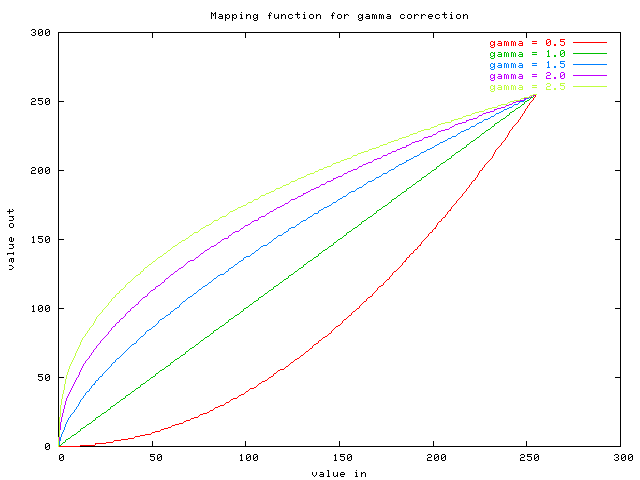 Mapping function for gamma correction
300
gamma = 0.5
gamma = 1.0
gamma = 1.5
gamma = 2.0
gamma = 2.5
250
200
150
100
50
0
value out
0 50 100 150 200 250 300
value in